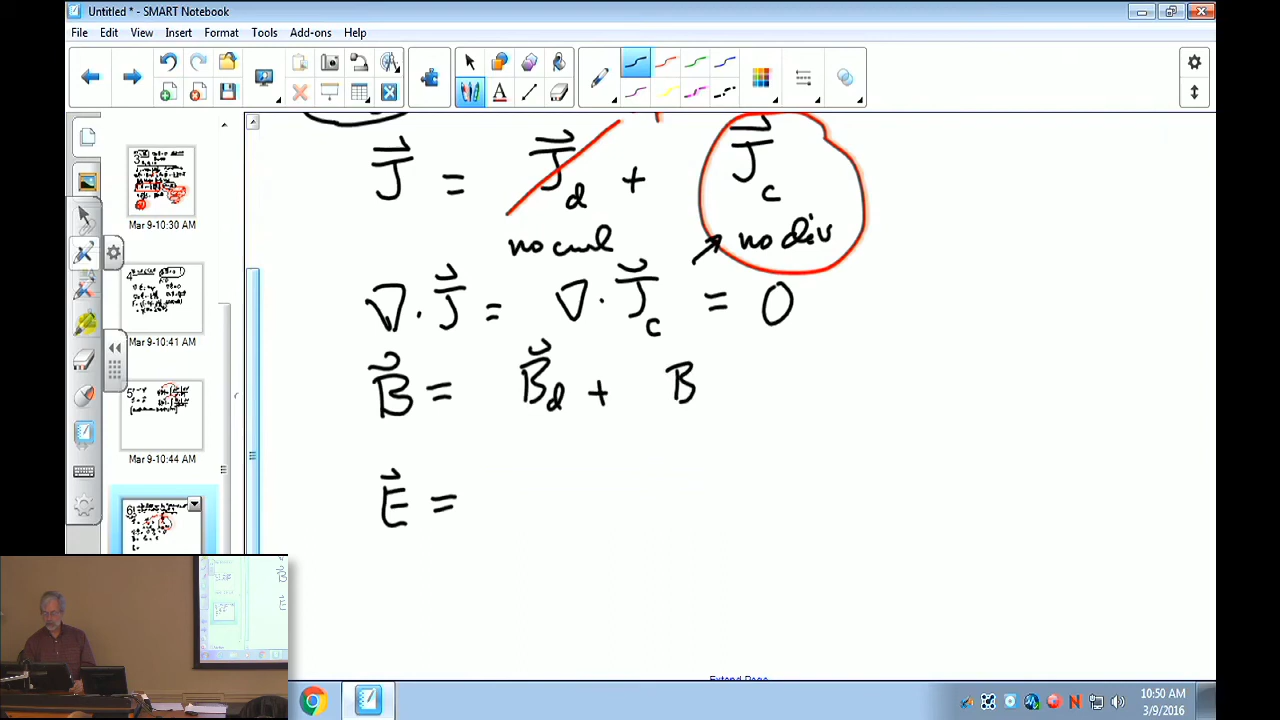 Untitled * - SMART Notebook
File Edit View Insert Format Tools Add-ons Help
J⃗ = J⃗d + J⃗c
no curl no div
∇ · J⃗ = ∇ · J⃗c = 0
B⃗ = B⃗d + B
E⃗ =
Mar 9-10:30 AM
Mar 9-10:41 AM
Mar 9-10:44 AM
Extend Page
10:50 AM
3/9/2016